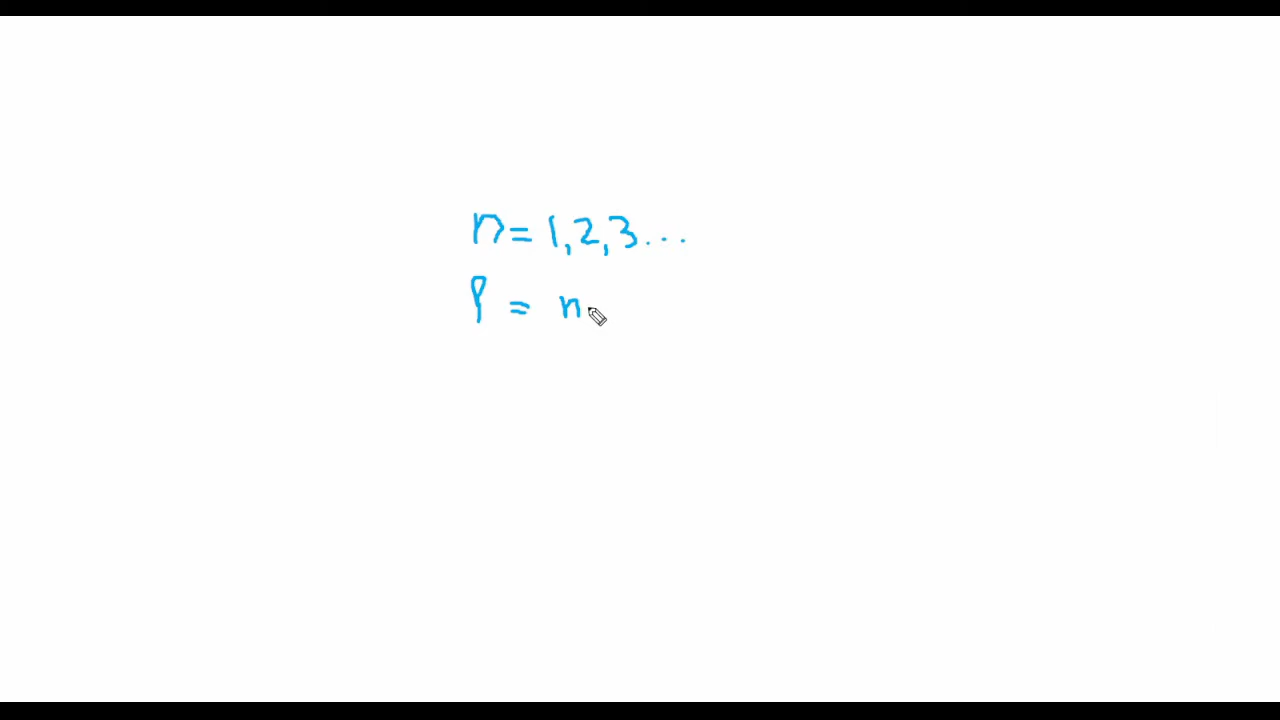 n = 1,2,3...
l = n